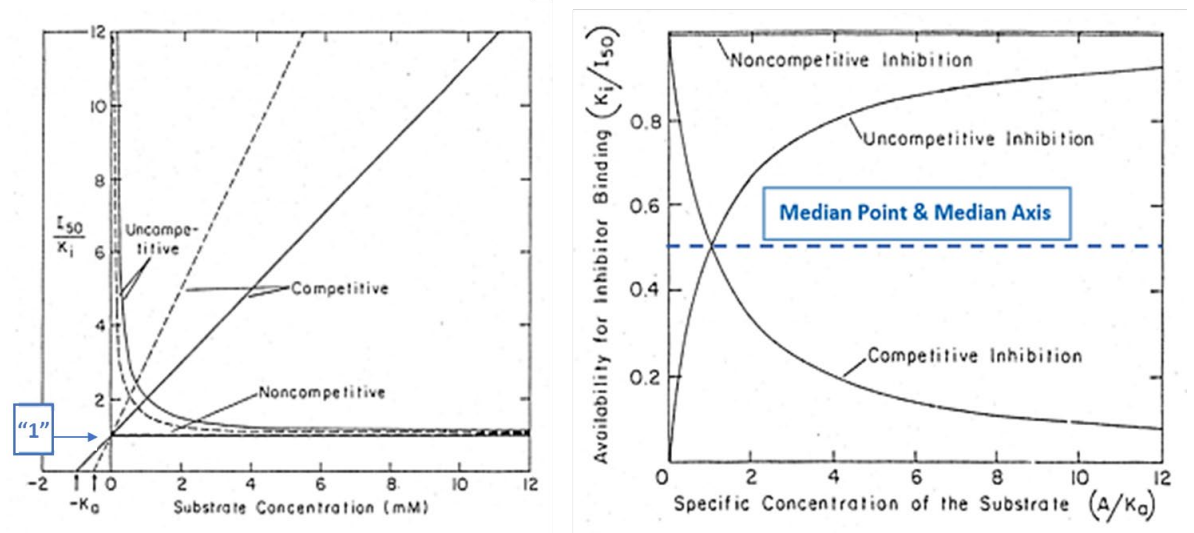 12
10
8
I50
Ki
Uncompe-
titive
6
Competitive
4
Noncompetitive
2
"1"
-2
0
2
4
6
8
10
12
-Ka
Substrate Concentration (mM)
Availability for Inhibitor Binding (Ki/I50)
Noncompetitive Inhibition
0.8
Uncompetitive Inhibition
0.6
Median Point & Median Axis
0.4
Competitive Inhibition
0.2
0
0
2
4
6
8
10
12
Specific Concentration of the Substrate (A/Ka)